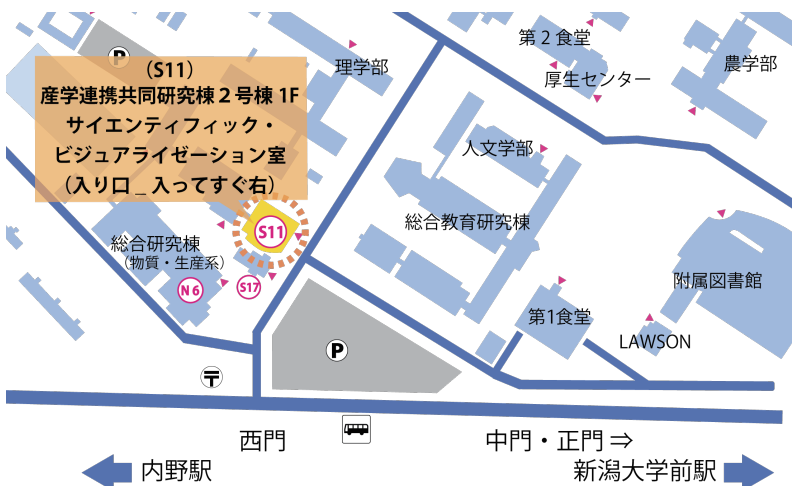 P
(S11)
産学連携共同研究棟２号棟 1F
サイエンティフィック・
ビジュアライゼーション室
（入り口 _ 入ってすぐ右）
理学部
第２食堂
厚生センター
農学部
人文学部
総合教育研究棟
S11
総合研究棟
（物質・生産系）
N6
S17
附属図書館
第1食堂
LAWSON
P
〒
西門
中門・正門 ⇒
内野駅
新潟大学前駅